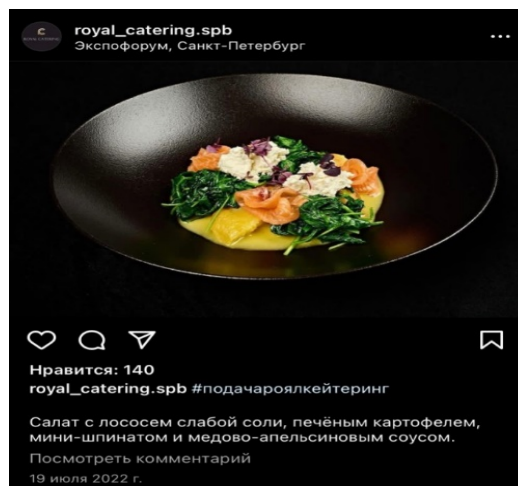 royal_catering.spb
Экспофорум, Санкт-Петербург
Нравится: 140
royal_catering.spb #подачароялкейтеринг
Салат с лососем слабой соли, печёным картофелем,
мини-шпинатом и медово-апельсиновым соусом.
Посмотреть комментарий
19 июля 2022 г.